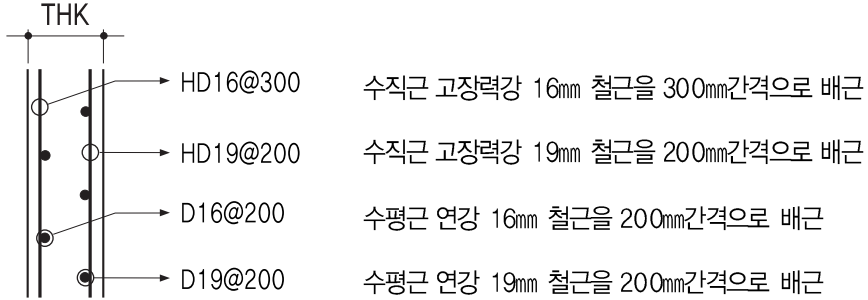 THK
HD16@300 수직근 고장력강 16mm 철근을 300mm간격으로 배근
HD19@200 수직근 고장력강 19mm 철근을 200mm간격으로 배근
D16@200 수평근 연강 16mm 철근을 200mm간격으로 배근
D19@200 수평근 연강 19mm 철근을 200mm간격으로 배근